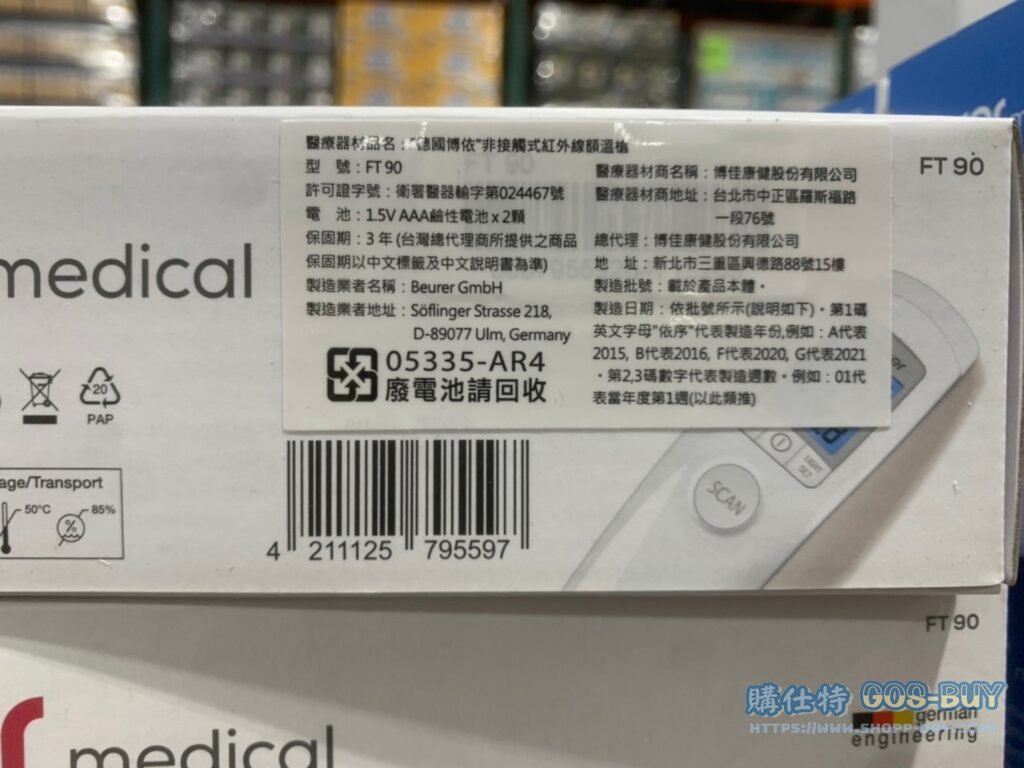 醫療器材品名："德國博依"非接觸式紅外線額溫槍
型　號：FT 90
許可證字號：衛署醫器輸字第024467號
電　池：1.5V AAA鹼性電池 x 2顆
保固期：3 年 (台灣總代理商所提供之商品
保固期以中文標籤及中文說明書為準)
製造業者名稱：Beurer GmbH
製造業者地址：Söflinger Strasse 218,
D-89077 Ulm, Germany
05335-AR4
廢電池請回收
醫療器材商名稱：博佳康健股份有限公司
醫療器材商地址：台北市中正區羅斯福路
一段76號
總代理：博佳康健股份有限公司
地　址：新北市三重區興德路88號15樓
製造批號：載於產品本體。
製造日期：依批號所示(說明如下)。第1碼
英文字母"依序"代表製造年份,例如：A代表
2015, B代表2016, F代表2020, G代表2021
。第2,3碼數字代表製造週數。例如：01代
表當年度第1週(以此類推)
FT 90
medical
20
PAP
age/Transport
50°C
85%
4 211125 795597
SCAN
LIGHT
SET
FT 90
medical
german
engineering
購仕特 GOS-BUY